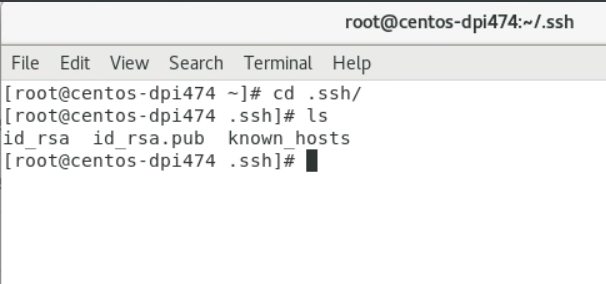 root@centos-dpi474:~/.ssh
File Edit View Search Terminal Help
[root@centos-dpi474 ~]# cd .ssh/
[root@centos-dpi474 .ssh]# ls
id_rsa  id_rsa.pub  known_hosts
[root@centos-dpi474 .ssh]#